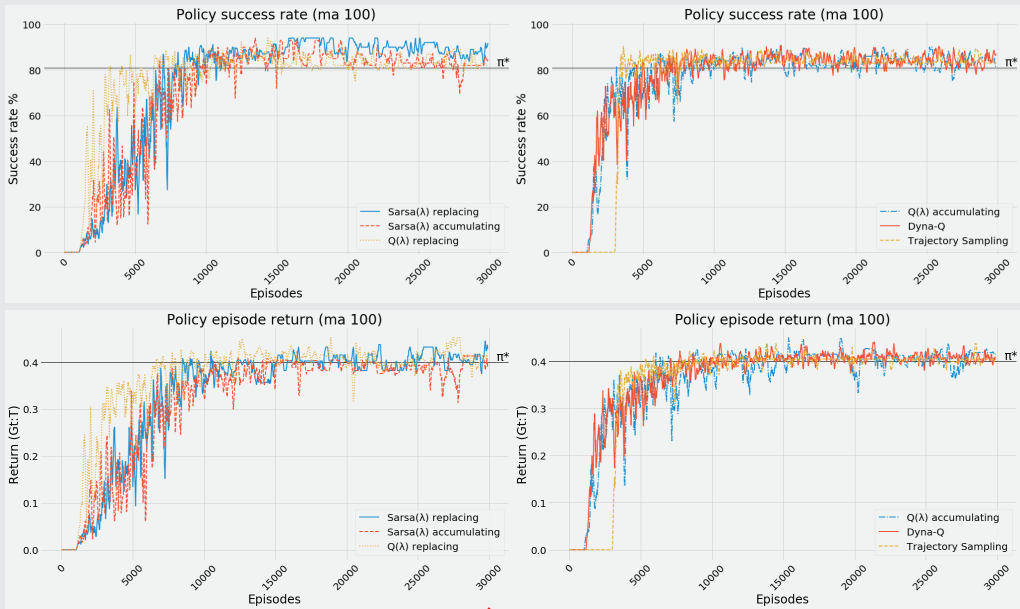 Policy success rate (ma 100)
Success rate %
100
80
60
40
20
0
π*
Sarsa(λ) replacing
Sarsa(λ) accumulating
Q(λ) replacing
0
5000
10000
15000
20000
25000
30000
Episodes
Policy success rate (ma 100)
Success rate %
100
80
60
40
20
0
π*
Q(λ) accumulating
Dyna-Q
Trajectory Sampling
0
5000
10000
15000
20000
25000
30000
Episodes
Policy episode return (ma 100)
Return (Gt:T)
0.4
0.3
0.2
0.1
0.0
π*
Sarsa(λ) replacing
Sarsa(λ) accumulating
Q(λ) replacing
0
5000
10000
15000
20000
25000
30000
Episodes
Policy episode return (ma 100)
Return (Gt:T)
0.4
0.3
0.2
0.1
0.0
π*
Q(λ) accumulating
Dyna-Q
Trajectory Sampling
0
5000
10000
15000
20000
25000
30000
Episodes